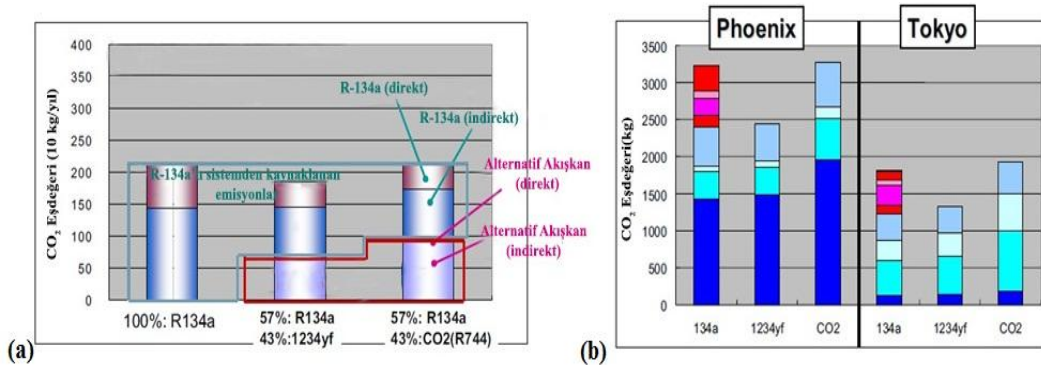 400
350
300
250
200
150
100
50
0
CO₂ Eşdeğeri (10 kg/yıl)
R-134a (direkt)
R-134a (indirekt)
R-134a
sistemden kaynaklanan
Alternatif Akışkan
(direkt)
Alternatif Akışkan
(indirekt)
100%: R134a
57%: R134a
43%:1234yf
57%: R134a
43%:CO2(R744)
(a)
Phoenix
Tokyo
3500
3000
2500
2000
1500
1000
500
0
CO₂ Eşdeğeri(kg)
134a
1234yf
CO2
134a
1234yf
CO2
(b)